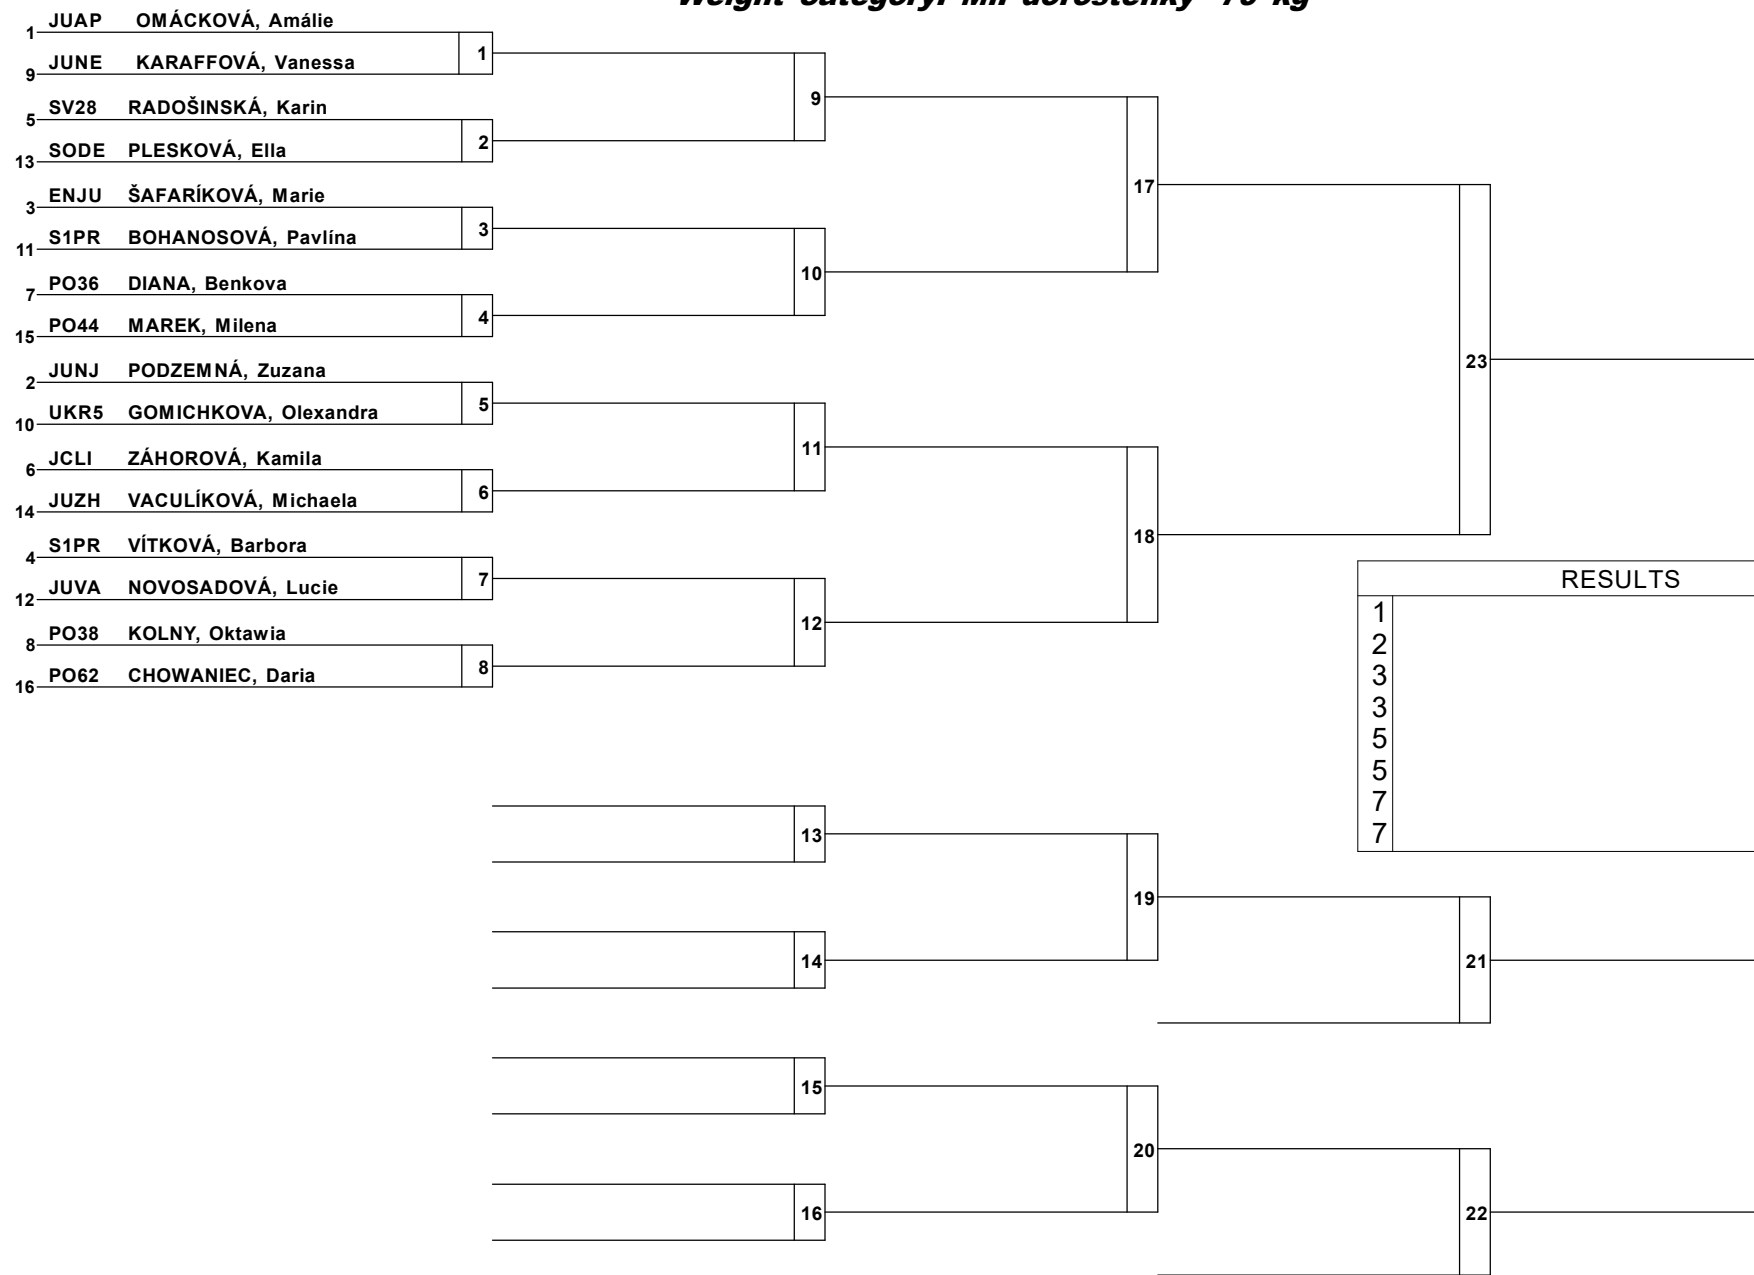 1 JUAP OMÁCKOVÁ, Amálie
9 JUNE KARAFFOVÁ, Vanessa
1
5 SV28 RADOŠINSKÁ, Karin
13 SODE PLESKOVÁ, Ella
2
9
3 ENJU ŠAFARÍKOVÁ, Marie
11 S1PR BOHANOSOVÁ, Pavlína
3
17
7 PO36 DIANA, Benkova
15 PO44 MAREK, Milena
4
10
2 JUNJ PODZEMNÁ, Zuzana
10 UKR5 GOMICHKOVA, Olexandra
5
23
6 JCLI ZÁHOROVÁ, Kamila
14 JUZH VACULÍKOVÁ, Michaela
6
11
4 S1PR VÍTKOVÁ, Barbora
12 JUVA NOVOSADOVÁ, Lucie
7
18
8 PO38 KOLNY, Oktawia
16 PO62 CHOWANIEC, Daria
8
12
RESULTS
1
2
3
3
5
5
7
7
13
19
14
21
15
20
16
22